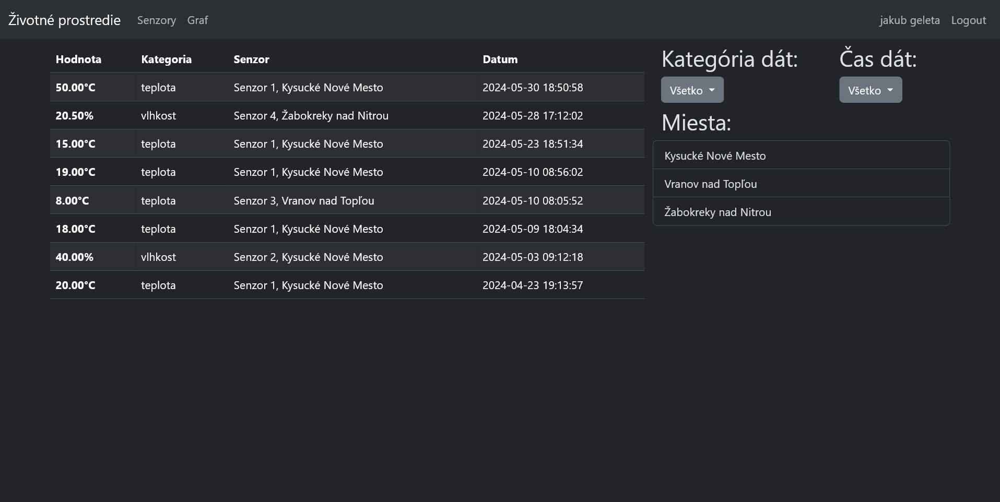 Životné prostredie Senzory Graf jakub geleta Logout
Hodnota Kategoria Senzor Datum
50.00°C teplota Senzor 1, Kysucké Nové Mesto 2024-05-30 18:50:58
20.50% vlhkost Senzor 4, Žabokreky nad Nitrou 2024-05-28 17:12:02
15.00°C teplota Senzor 1, Kysucké Nové Mesto 2024-05-23 18:51:34
19.00°C teplota Senzor 1, Kysucké Nové Mesto 2024-05-10 08:56:02
8.00°C teplota Senzor 3, Vranov nad Topľou 2024-05-10 08:05:52
18.00°C teplota Senzor 1, Kysucké Nové Mesto 2024-05-09 18:04:34
40.00% vlhkost Senzor 2, Kysucké Nové Mesto 2024-05-03 09:12:18
20.00°C teplota Senzor 1, Kysucké Nové Mesto 2024-04-23 19:13:57
Kategória dát: Čas dát:
Všetko Všetko
Miesta:
Kysucké Nové Mesto
Vranov nad Topľou
Žabokreky nad Nitrou